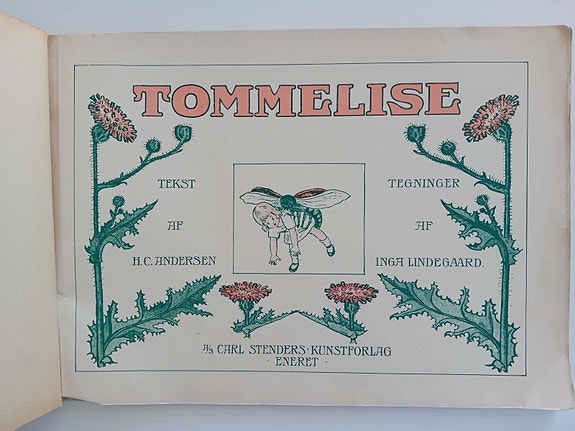 TOMMELISE
TEKST
AF
H.C. ANDERSEN
TEGNINGER
AF
INGA LINDEGAARD.
A/S CARL STENDERS · KUNSTFORLAG
· ENERET ·